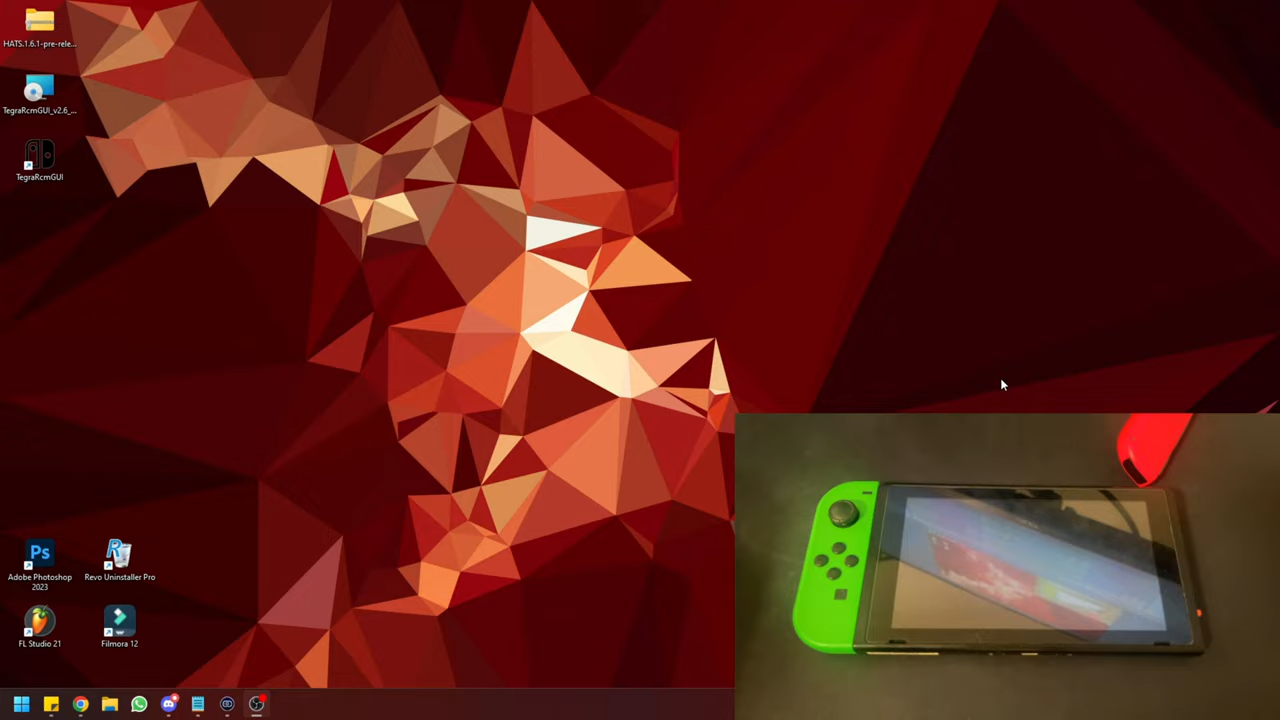 HATS.1.6.1-pre-rele...
TegraRcmGUI_v2.6_...
TegraRcmGUI
Ps
Adobe Photoshop
2023
Revo Uninstaller Pro
FL Studio 21
Filmora 12